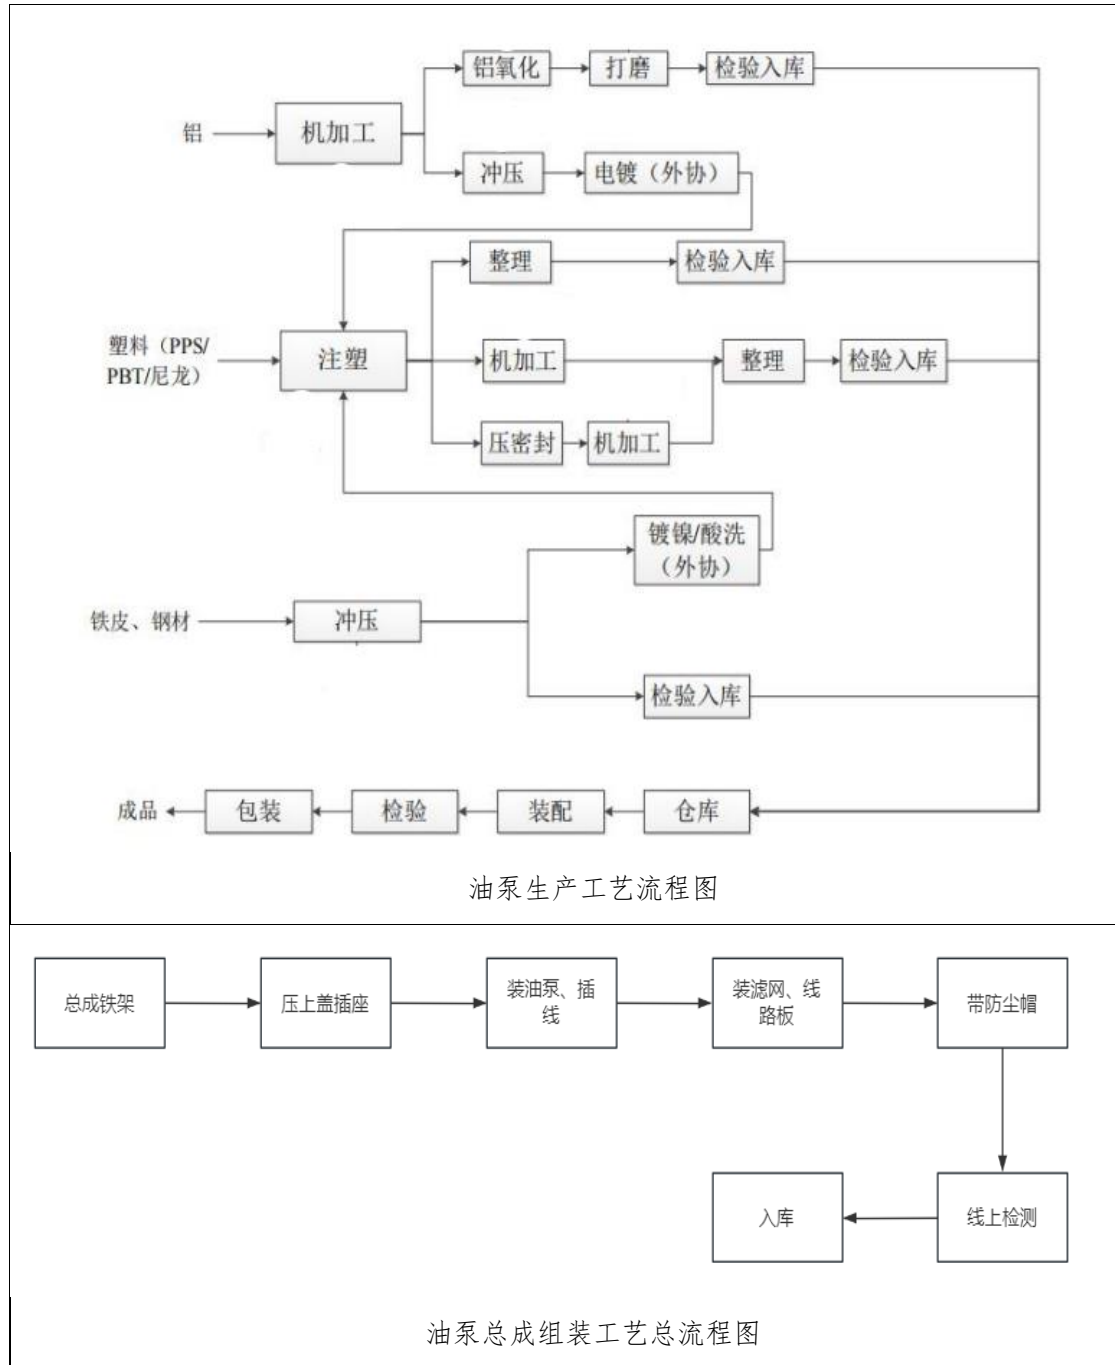 铝氧化
打磨
检验入库
铝
机加工
冲压
电镀（外协）
整理
检验入库
塑料（PPS/
PBT/尼龙）
注塑
机加工
整理
检验入库
压密封
机加工
镀镍/酸洗
（外协）
铁皮、钢材
冲压
检验入库
成品
包装
检验
装配
仓库
油泵生产工艺流程图
总成铁架
压上盖插座
装油泵、插
线
装滤网、线
路板
带防尘帽
入库
线上检测
油泵总成组装工艺总流程图